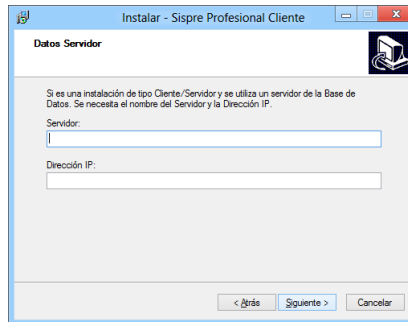 Instalar - Sispre Profesional Cliente
Datos Servidor
Si es una instalación de tipo Cliente/Servidor y se utiliza un servidor de la Base de
Datos. Se necesita el nombre del Servidor y la Dirección IP.
Servidor:
Dirección IP:
< Atrás Siguiente > Cancelar